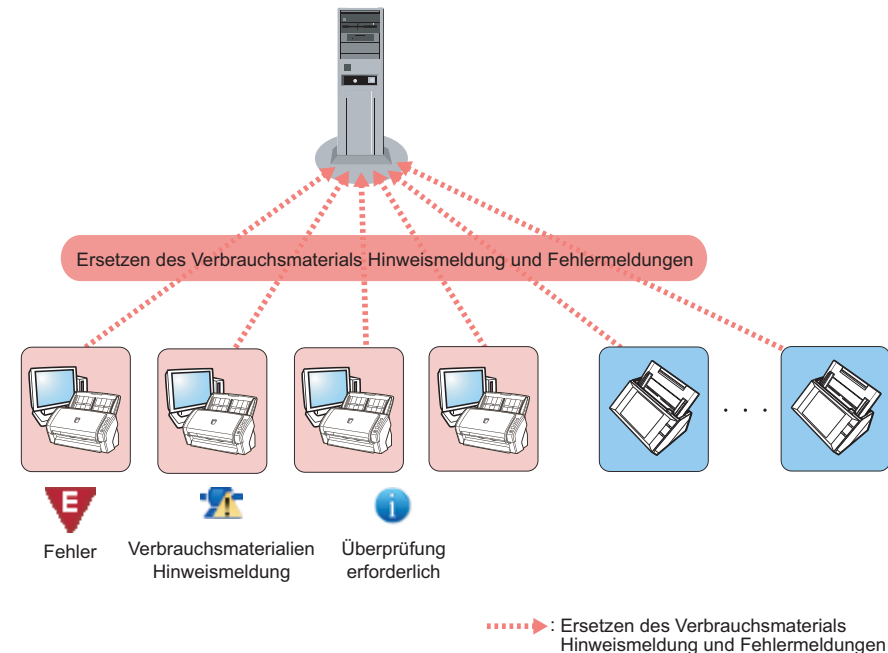 Ersetzen des Verbrauchsmaterials Hinweismeldung und Fehlermeldungen
. . .
E
i
Fehler
Verbrauchsmaterialien
Hinweismeldung
Überprüfung
erforderlich
: Ersetzen des Verbrauchsmaterials
Hinweismeldung und Fehlermeldungen